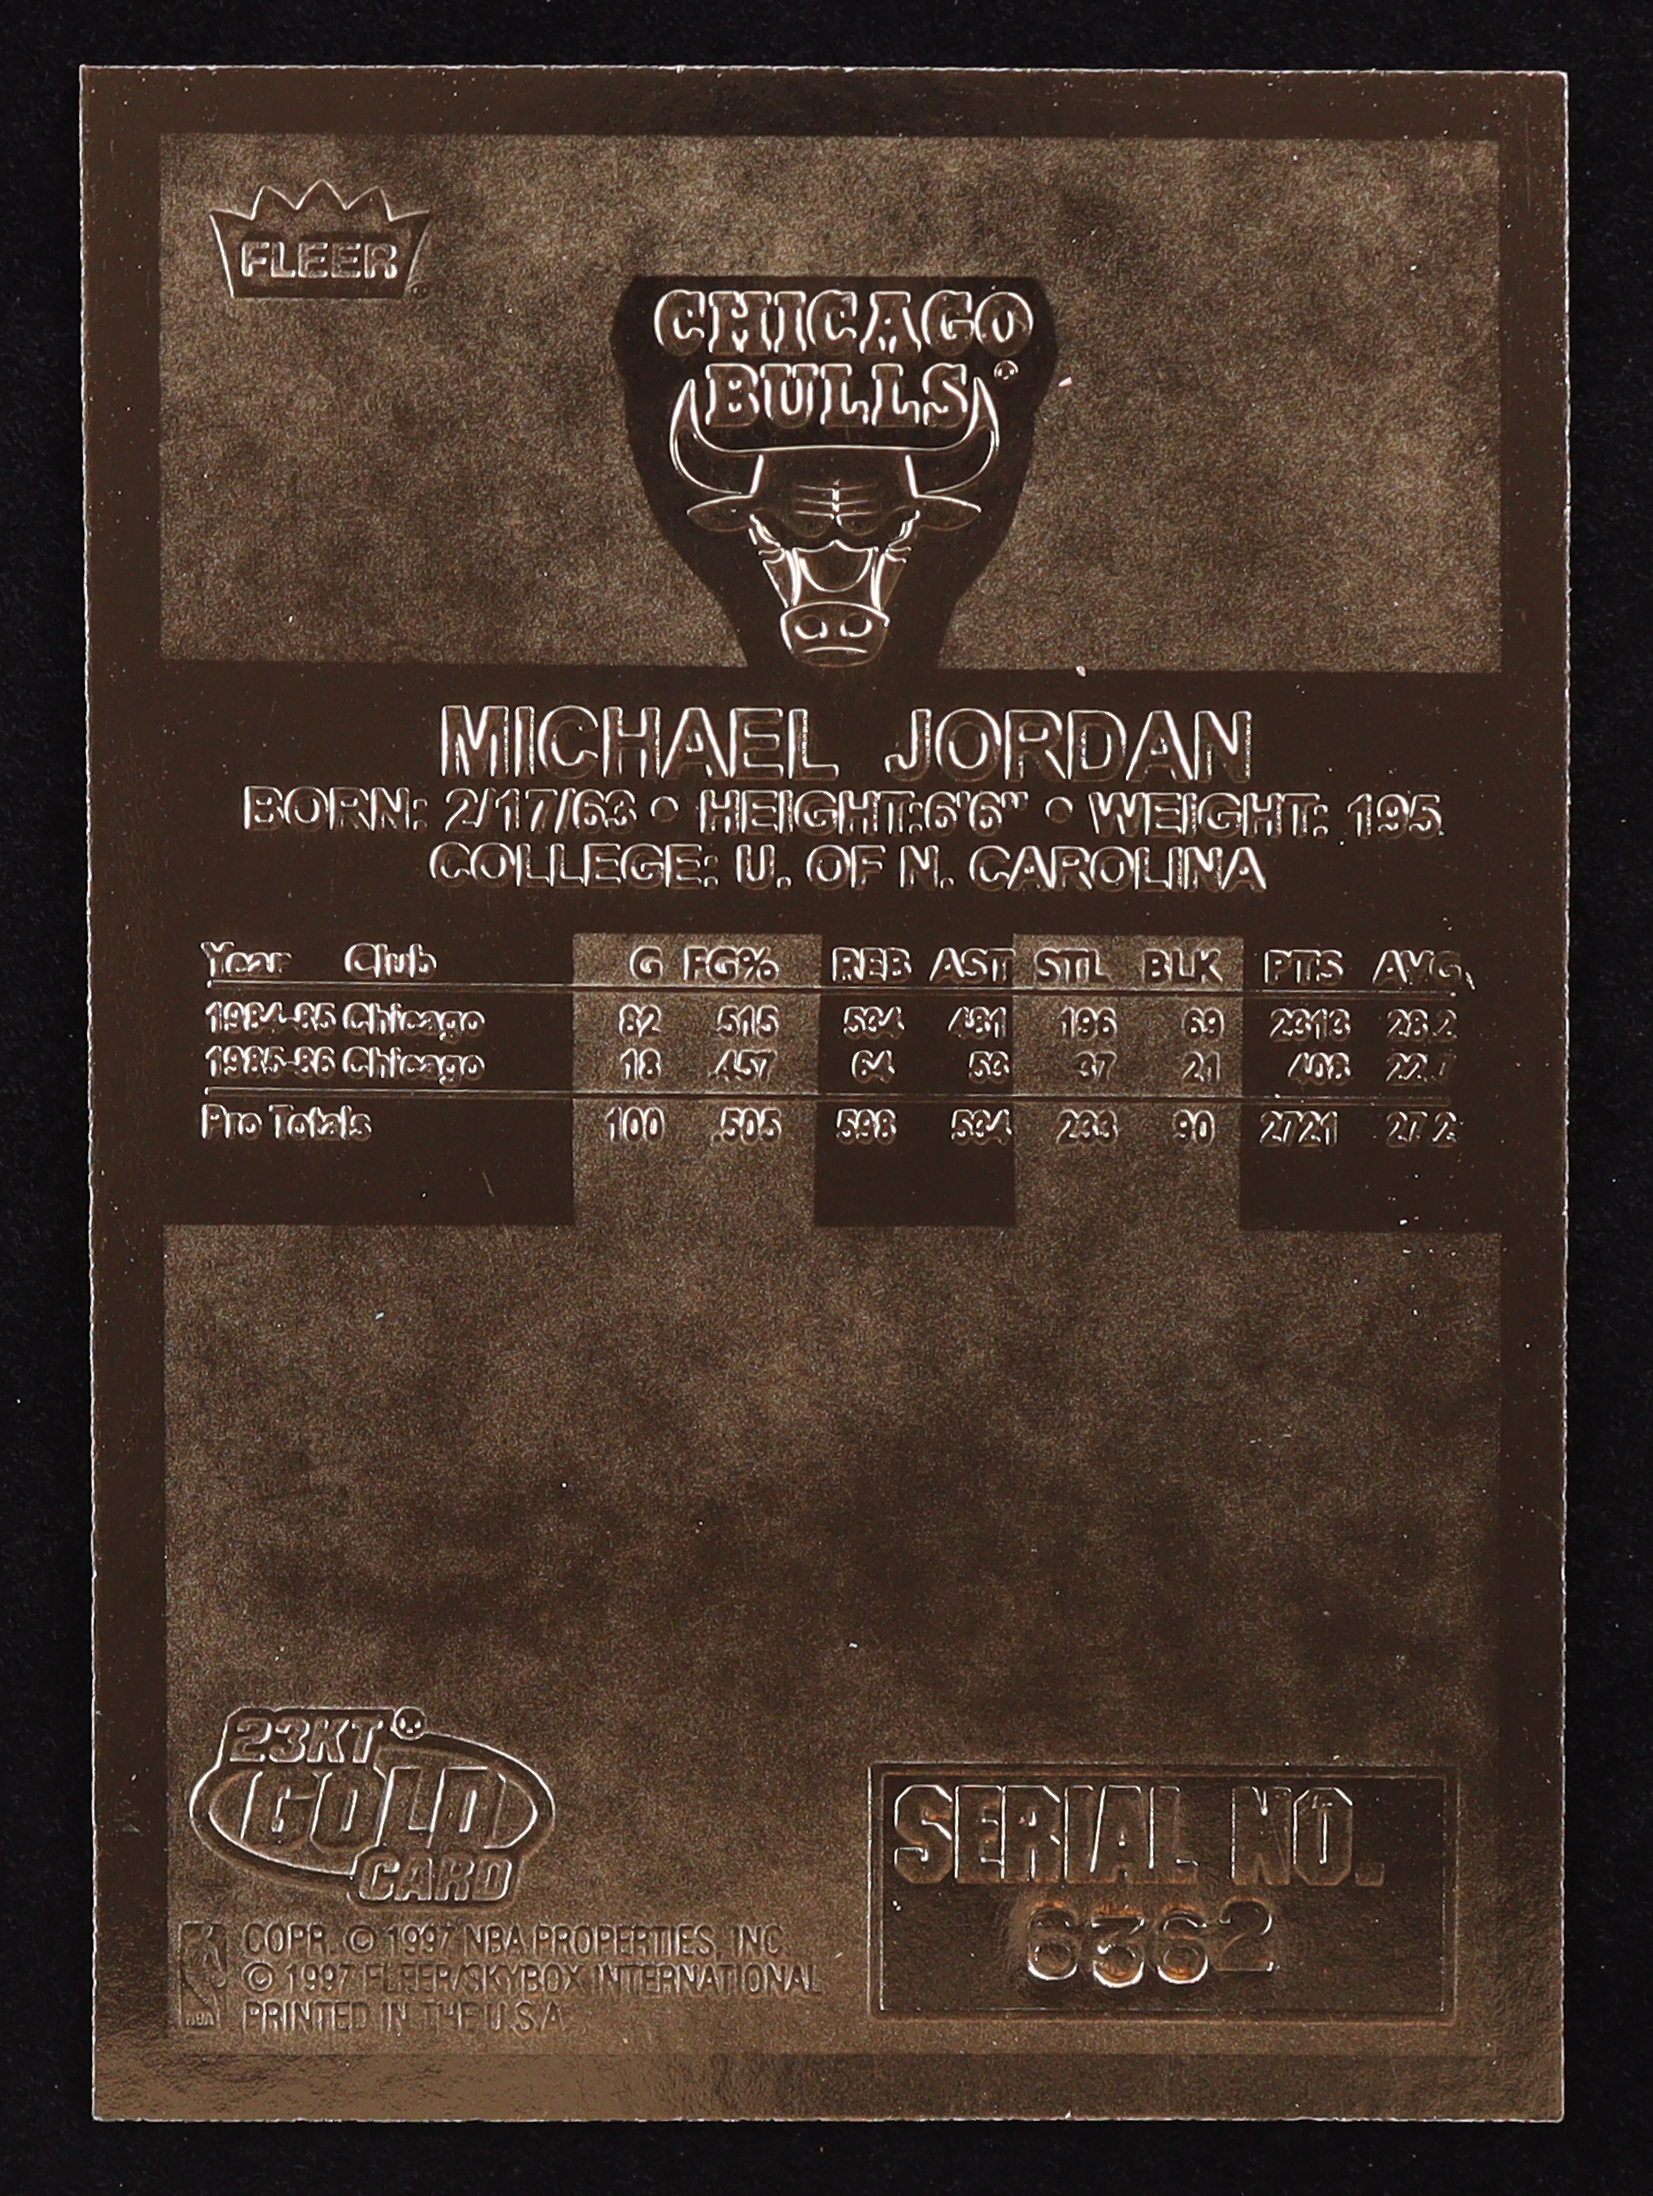 FLEER®
CHICAGO
BULLS®
MICHAEL JORDAN
BORN: 2/17/63 • HEIGHT:6'6" • WEIGHT: 195
COLLEGE: U. OF N. CAROLINA
Year Club G FG% REB AST STL BLK PTS AVG.
1984-85 Chicago 82 .515 534 481 196 69 2313 28.2
1985-86 Chicago 18 .457 64 53 37 21 408 22.7
Pro Totals 100 .505 598 534 233 90 2721 27.2
23KT
GOLD
CARD
NBA
COPR. © 1997 NBA PROPERTIES, INC.
© 1997 FLEER/SKYBOX INTERNATIONAL
PRINTED IN THE U.S.A.
SERIAL NO.
6362